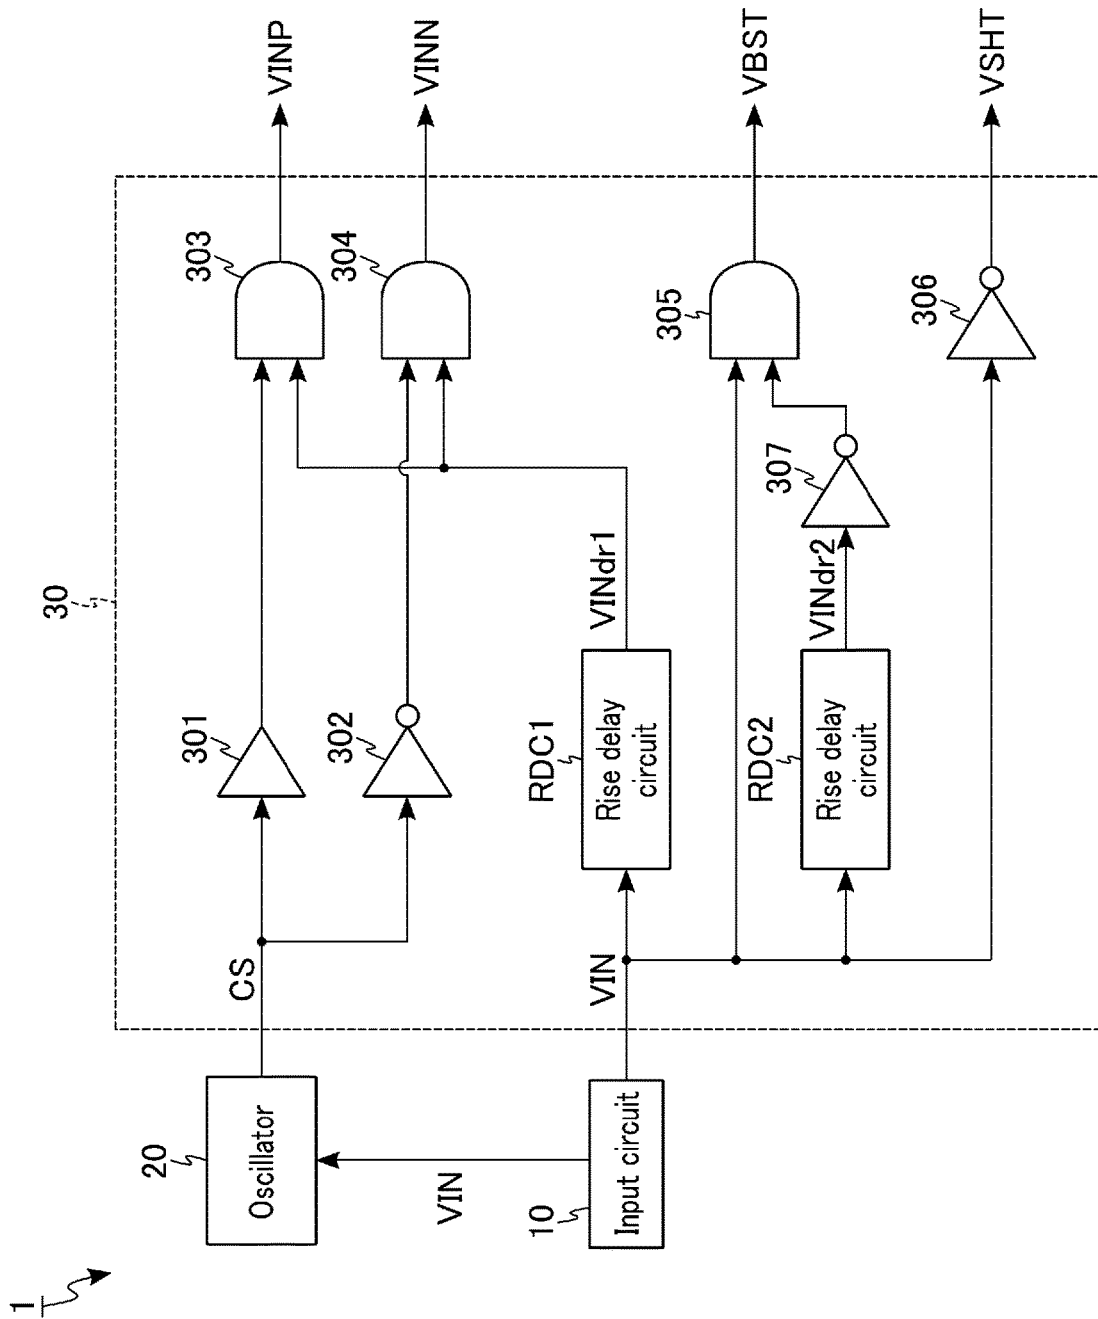 1
30
20
Oscillator
CS
301
303
VINP
302
304
VINN
VIN
10
Input circuit
VIN
RDC1
Rise delay
circuit
VINdr1
305
VBST
RDC2
Rise delay
circuit
VINdr2
307
306
VSHT